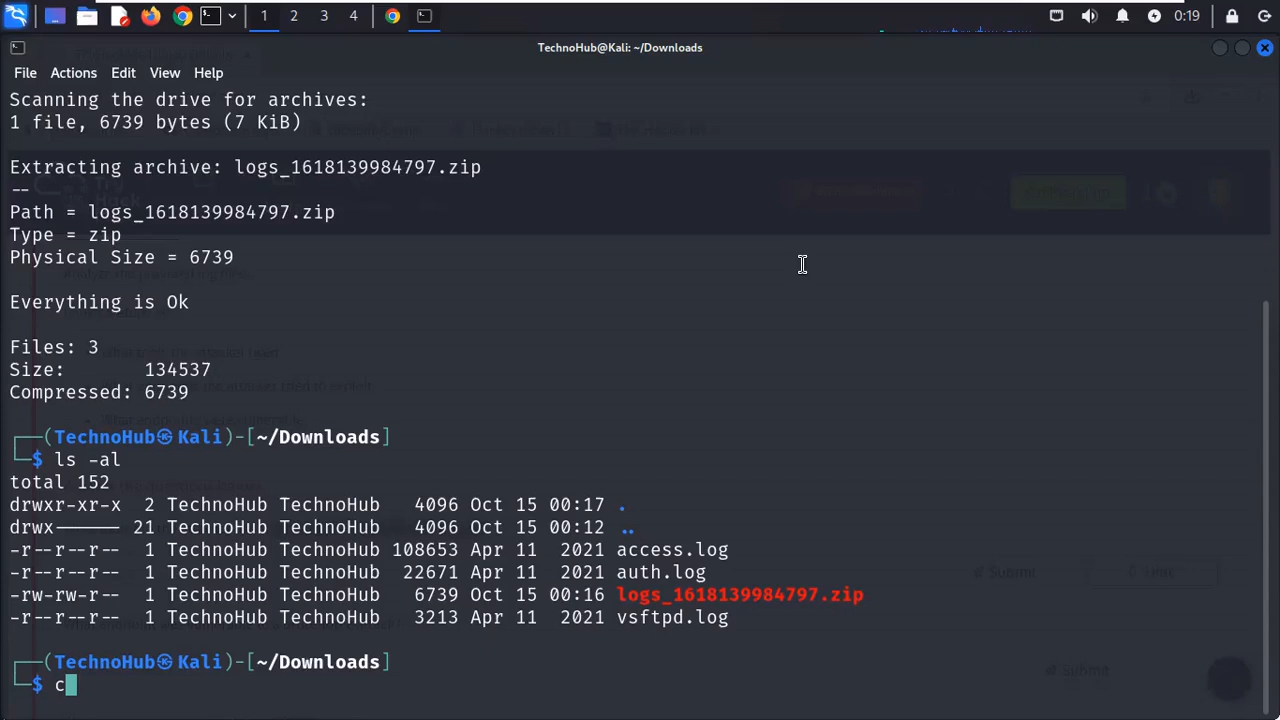 1 2 3 4 0:19
TechnoHub@Kali: ~/Downloads
File Actions Edit View Help
Scanning the drive for archives:
1 file, 6739 bytes (7 KiB)
Extracting archive: logs_1618139984797.zip
--
Path = logs_1618139984797.zip
Type = zip
Physical Size = 6739
Everything is Ok
Files: 3
Size: 134537
Compressed: 6739
┌──(TechnoHub㉿Kali)-[~/Downloads]
└─$ ls -al
total 152
drwxr-xr-x 2 TechnoHub TechnoHub 4096 Oct 15 00:17 .
drwx------ 21 TechnoHub TechnoHub 4096 Oct 15 00:12 ..
-r--r--r-- 1 TechnoHub TechnoHub 108653 Apr 11 2021 access.log
-r--r--r-- 1 TechnoHub TechnoHub 22671 Apr 11 2021 auth.log
-rw-rw-r-- 1 TechnoHub TechnoHub 6739 Oct 15 00:16 logs_1618139984797.zip
-r--r--r-- 1 TechnoHub TechnoHub 3213 Apr 11 2021 vsftpd.log
┌──(TechnoHub㉿Kali)-[~/Downloads]
└─$ c